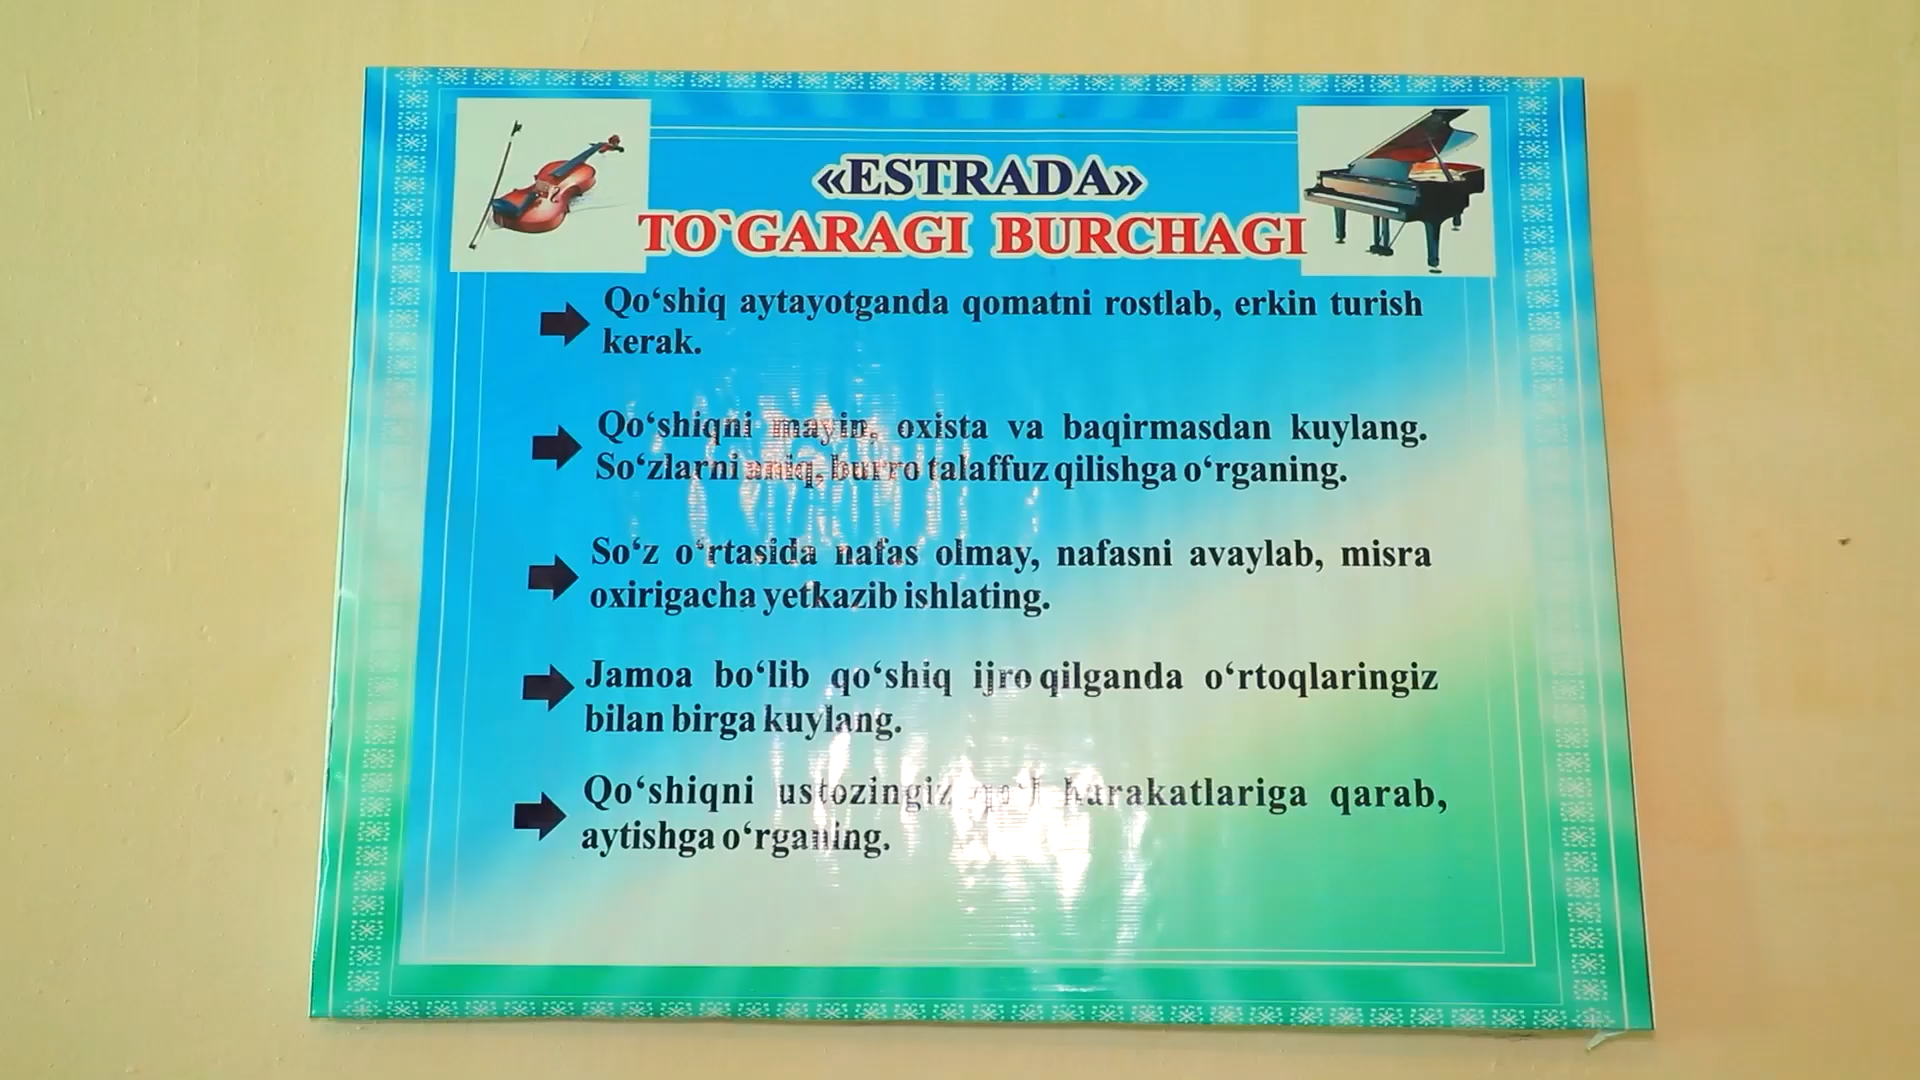 «ESTRADA»
TO`GARAGI BURCHAGI
Qo‘shiq aytayotganda qomatni rostlab, erkin turish
kerak.
Qo‘shiqni mayin, oxista va baqirmasdan kuylang.
So‘zlarni aniq, burro talaffuz qilishga o‘rganing.
So‘z o‘rtasida nafas olmay, nafasni avaylab, misra
oxirigacha yetkazib ishlating.
Jamoa bo‘lib qo‘shiq ijro qilganda o‘rtoqlaringiz
bilan birga kuylang.
Qo‘shiqni ustozingiz qo‘l harakatlariga qarab,
aytishga o‘rganing.